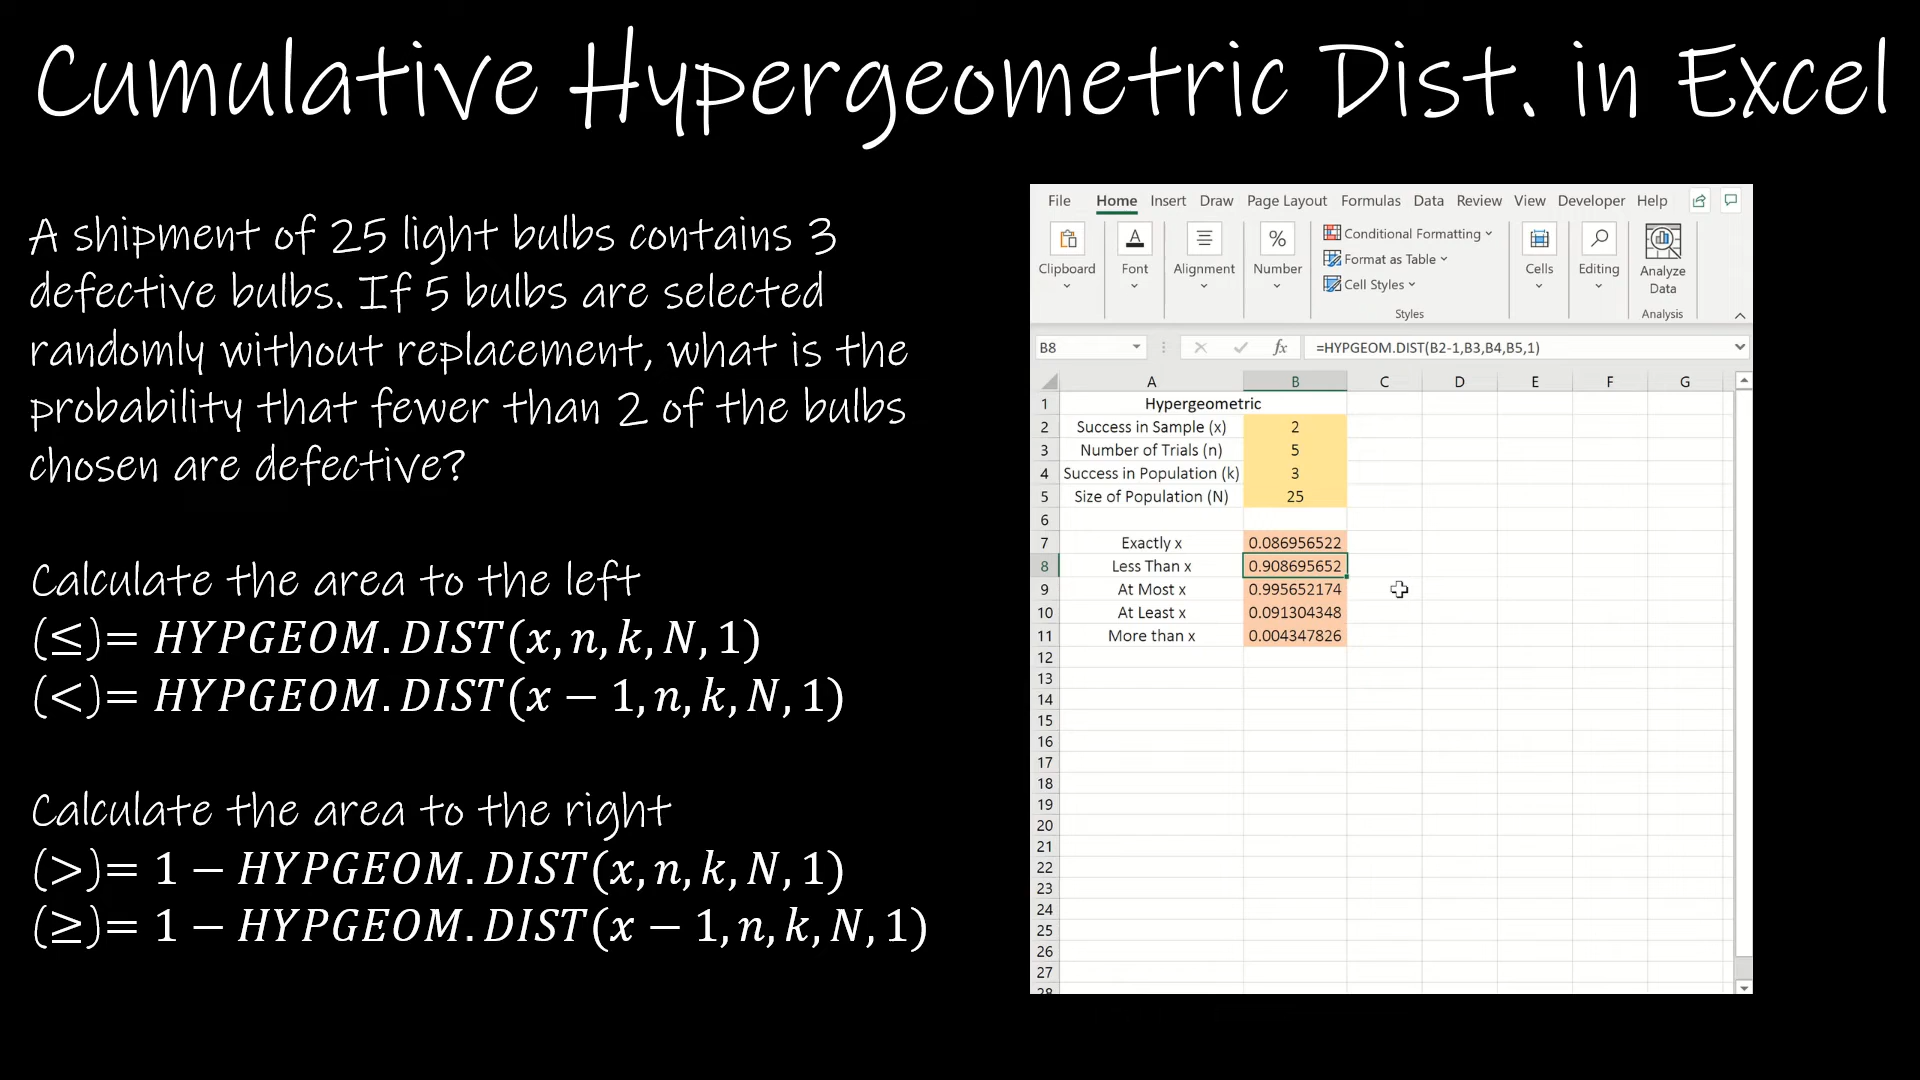 Cumulative Hypergeometric Dist. in Excel
A shipment of 25 light bulbs contains 3
defective bulbs. If 5 bulbs are selected
randomly without replacement, what is the
probability that fewer than 2 of the bulbs
chosen are defective?
Calculate the area to the left
(≤)= HYPGEOM.DIST(x, n, k, N, 1)
(<)= HYPGEOM.DIST(x − 1, n, k, N, 1)
Calculate the area to the right
(>)= 1 − HYPGEOM.DIST(x, n, k, N, 1)
(≥)= 1 − HYPGEOM.DIST(x − 1, n, k, N, 1)
File Home Insert Draw Page Layout Formulas Data Review View Developer Help
Clipboard Font Alignment Number Conditional Formatting Format as Table Cell Styles Styles Cells Editing Analyze Data Analysis
B8 fx =HYPGEOM.DIST(B2-1,B3,B4,B5,1)
A B C D E F G
1 Hypergeometric
2 Success in Sample (x) 2
3 Number of Trials (n) 5
4 Success in Population (k) 3
5 Size of Population (N) 25
6
7 Exactly x 0.086956522
8 Less Than x 0.908695652
9 At Most x 0.995652174
10 At Least x 0.091304348
11 More than x 0.004347826
12
13
14
15
16
17
18
19
20
21
22
23
24
25
26
27
28